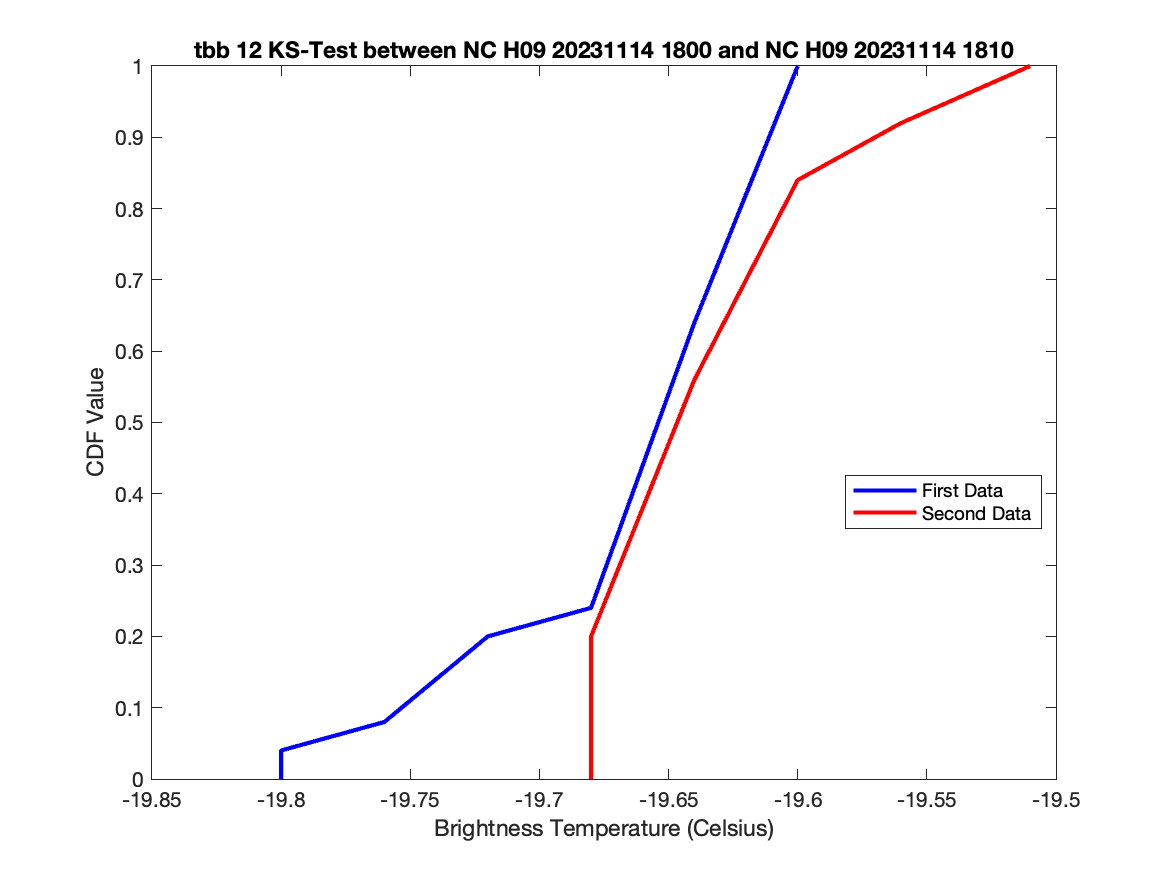 tbb 12 KS-Test between NC H09 20231114 1800 and NC H09 20231114 1810
1
0.9
0.8
0.7
0.6
0.5
0.4
0.3
0.2
0.1
0
CDF Value
First Data
Second Data
-19.85 -19.8 -19.75 -19.7 -19.65 -19.6 -19.55 -19.5
Brightness Temperature (Celsius)